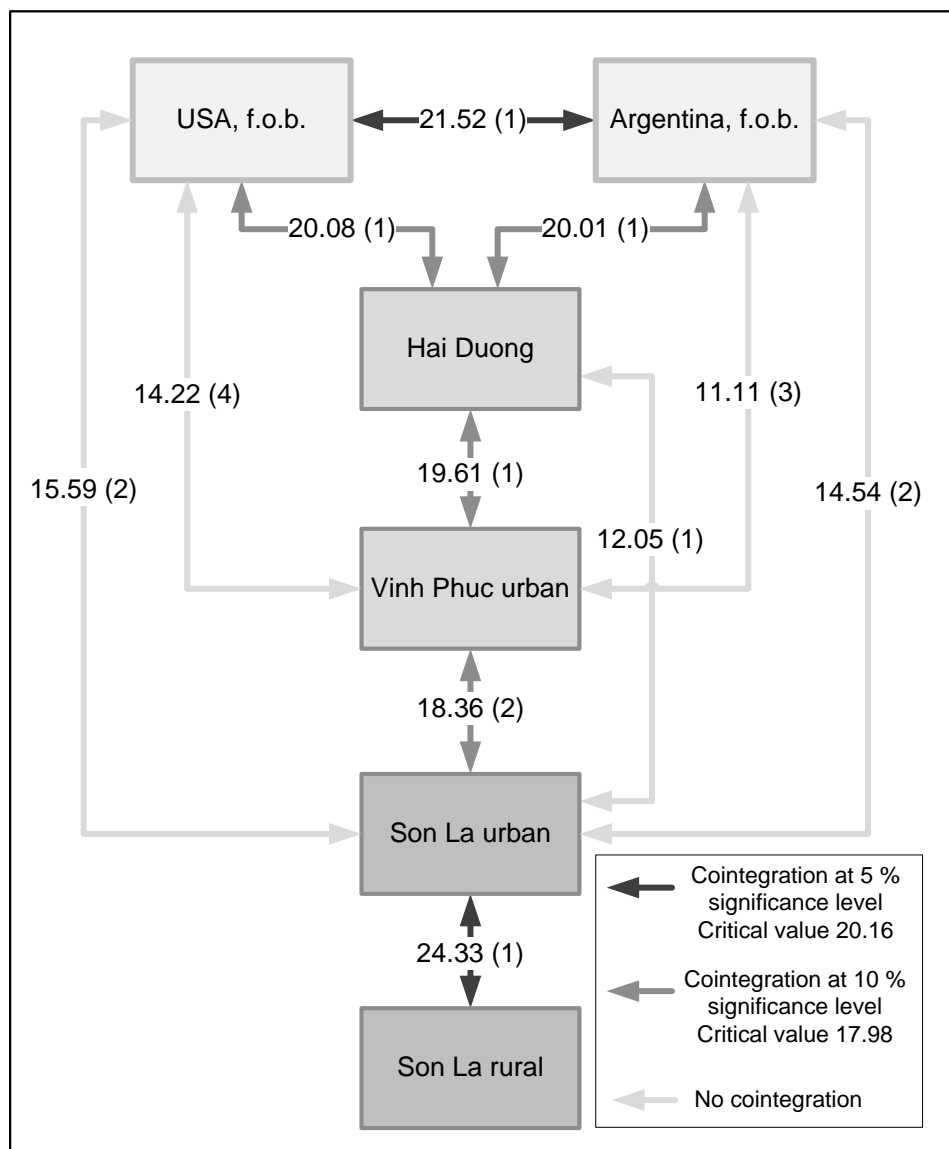 USA, f.o.b.
21.52 (1)
Argentina, f.o.b.
20.08 (1)
20.01 (1)
Hai Duong
14.22 (4)
11.11 (3)
19.61 (1)
15.59 (2)
14.54 (2)
12.05 (1)
Vinh Phuc urban
18.36 (2)
Son La urban
24.33 (1)
Son La rural
Cointegration at 5 %
significance level
Critical value 20.16
Cointegration at 10 %
significance level
Critical value 17.98
No cointegration